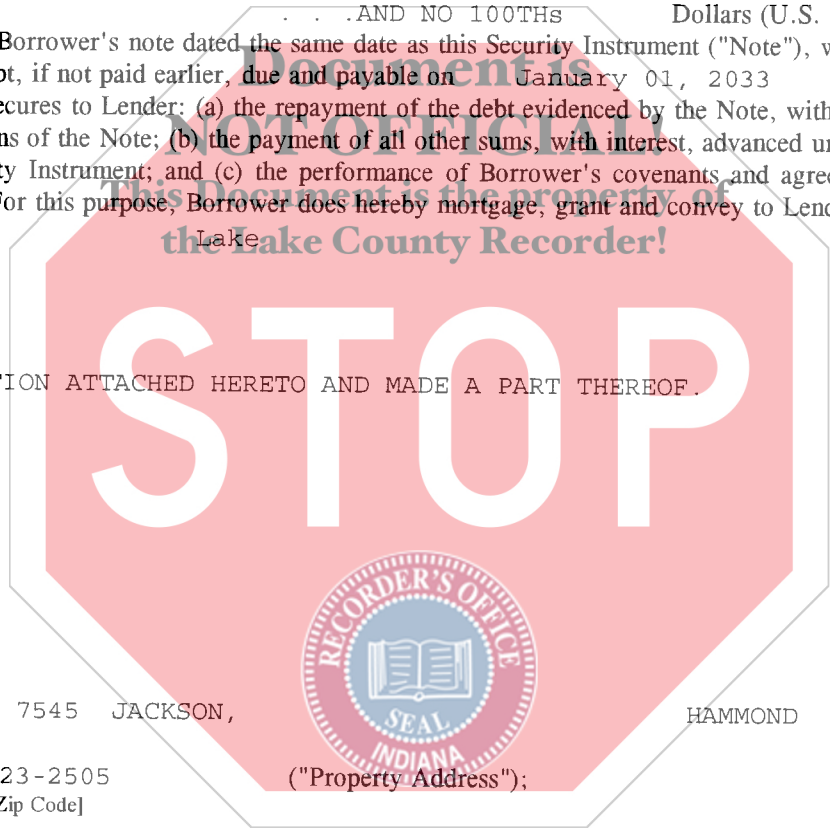 . . .AND NO 100THs Dollars (U.S.
Borrower's note dated the same date as this Security Instrument ("Note"),
if not paid earlier, due and payable on January 01, 2033
to Lender: (a) the repayment of the debt evidenced by the Note, with
of the Note; (b) the payment of all other sums, with interest, advanced
Instrument; and (c) the performance of Borrower's covenants and
For this purpose, Borrower does hereby mortgage, grant and convey to
Lake
Document is
NOT OFFICIAL!
This Document is the property of
the Lake County Recorder!
TION ATTACHED HERETO AND MADE A PART THEREOF.
STOP
RECORDER'S OFFICE
SEAL
INDIANA
7545 JACKSON, HAMMOND
23-2505 ("Property Address");
Zip Code]